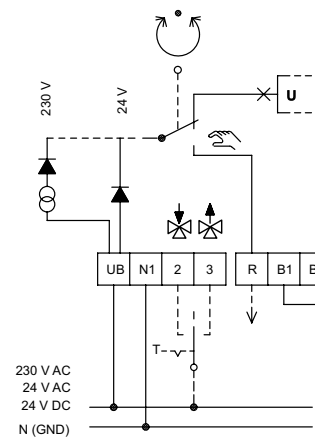 230 V
24 V
U
UB N1 2 3 R B1
T
230 V AC
24 V AC
24 V DC
N (GND)